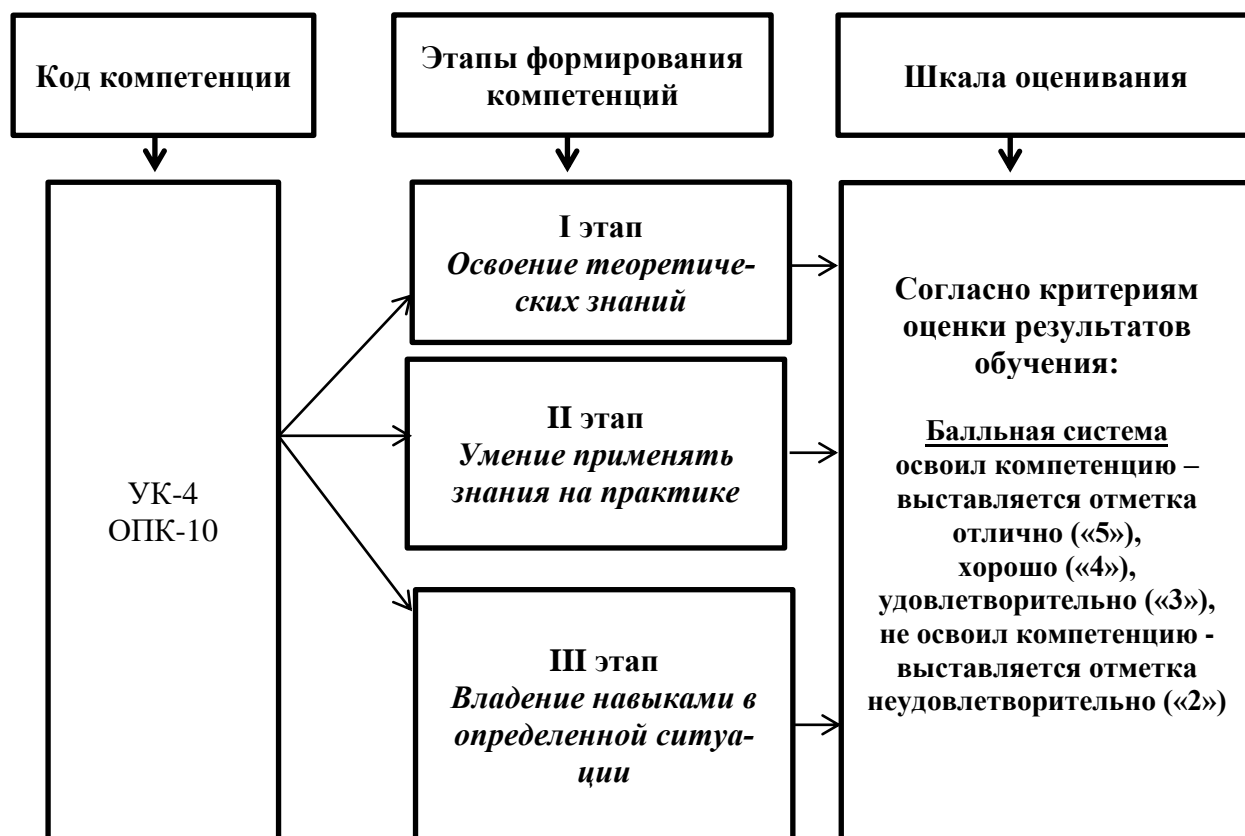 Код компетенции
Этапы формирования
компетенций
Шкала оценивания
УК-4
ОПК-10
I этап
Освоение теоретиче-
ских знаний
II этап
Умение применять
знания на практике
III этап
Владение навыками в
определенной ситуа-
ции
Согласно критериям
оценки результатов
обучения:
Балльная система
освоил компетенцию –
выставляется отметка
отлично («5»),
хорошо («4»),
удовлетворительно («3»),
не освоил компетенцию -
выставляется отметка
неудовлетворительно («2»)